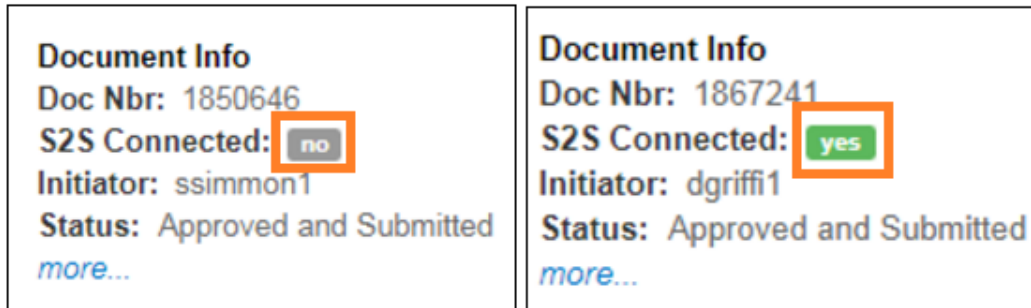 Document Info
Doc Nbr: 1850646
S2S Connected: no
Initiator: ssimmon1
Status: Approved and Submitted
more...
Document Info
Doc Nbr: 1867241
S2S Connected: yes
Initiator: dgriffi1
Status: Approved and Submitted
more...